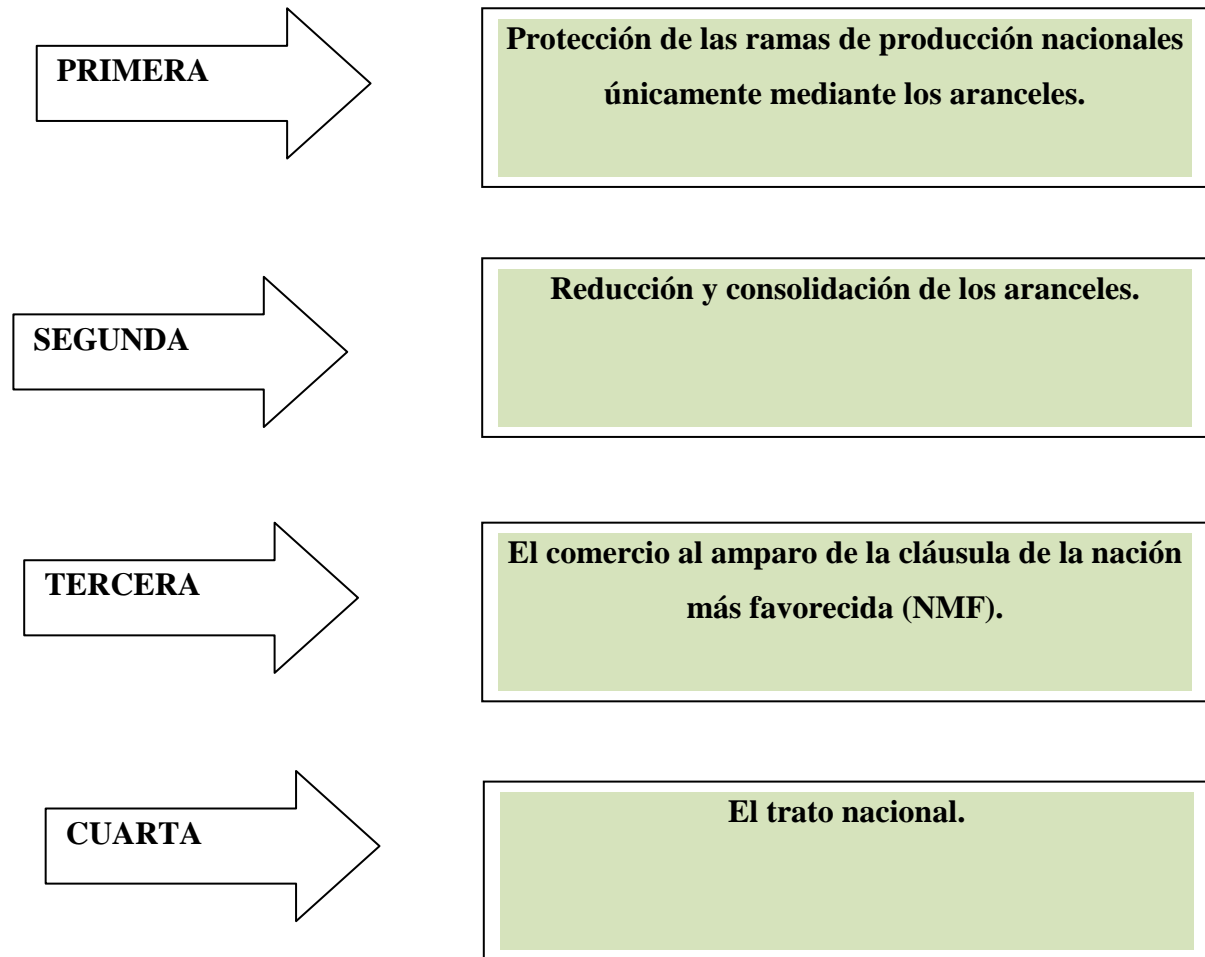 PRIMERA
Protección de las ramas de producción nacionales
únicamente mediante los aranceles.
SEGUNDA
Reducción y consolidación de los aranceles.
TERCERA
El comercio al amparo de la cláusula de la nación
más favorecida (NMF).
CUARTA
El trato nacional.